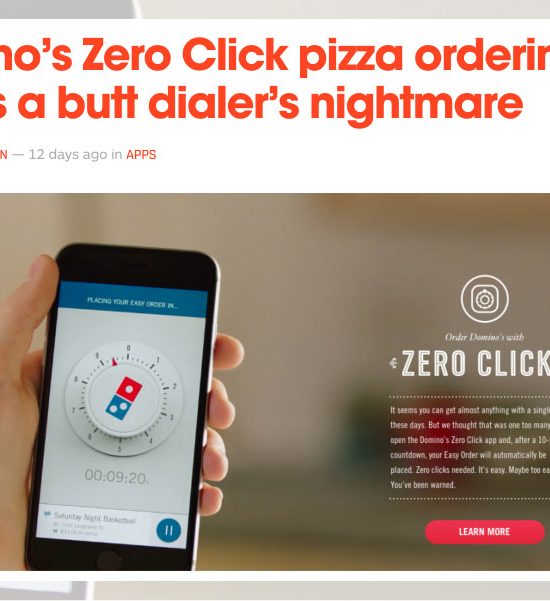 no's Zero Click pizza orderin
s a butt dialer's nightmare
N — 12 days ago in APPS
PLACING YOUR EASY ORDER IN...
0
1
2
3
4
5
6
7
8
9
00:09:20
Saturday Night Basketball
Order Domino's with
ZERO CLICK
It seems you can get almost anything with a single
these days. But we thought that was one too many
open the Domino's Zero Click app and, after a 10-
countdown, your Easy Order will automatically be
placed. Zero clicks needed. It's easy. Maybe too ea
You've been warned.
LEARN MORE